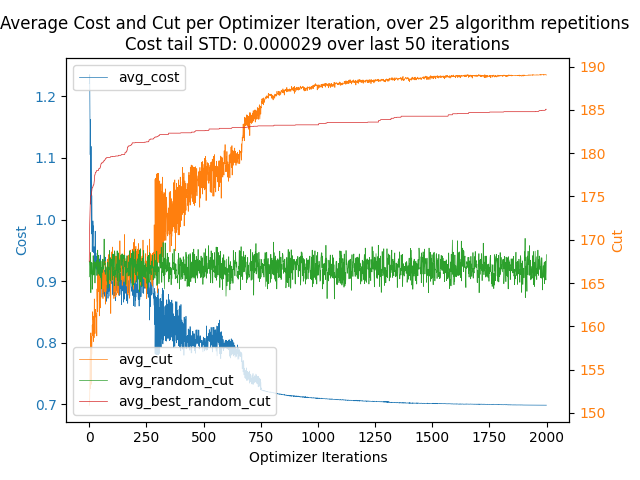 Average Cost and Cut per Optimizer Iteration, over 25 algorithm repetitions
Cost tail STD: 0.000029 over last 50 iterations
avg_cost
1.2
1.1
1.0
0.9
0.8
0.7
Cost
190
185
180
175
170
165
160
155
150
Cut
avg_cut
avg_random_cut
avg_best_random_cut
0 250 500 750 1000 1250 1500 1750 2000
Optimizer Iterations